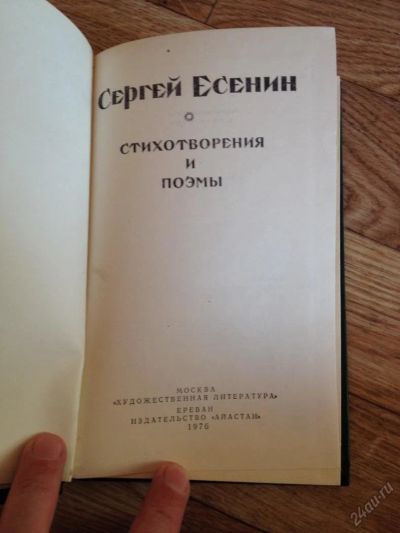 Сергей Есенин
СТИХОТВОРЕНИЯ
И
ПОЭМЫ
МОСКВА
«ХУДОЖЕСТВЕННАЯ ЛИТЕРАТУРА»
ЕРЕВАН
ИЗДАТЕЛЬСТВО «АЙАСТАН»
1976
24au.ru